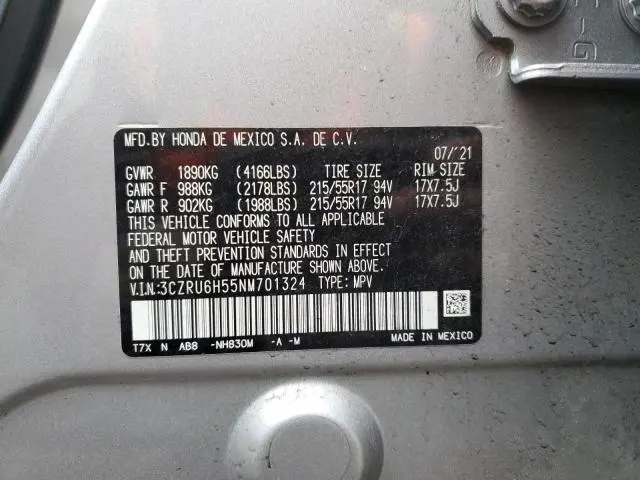 MFD.BY HONDA DE MEXICO S.A. DE C.V.
07/'21
GVWR 1890KG (4166LBS) TIRE SIZE RIM SIZE
GAWR F 988KG (2178LBS) 215/55R17 94V 17X7.5J
GAWR R 902KG (1988LBS) 215/55R17 94V 17X7.5J
THIS VEHICLE CONFORMS TO ALL APPLICABLE
FEDERAL MOTOR VEHICLE SAFETY
AND THEFT PREVENTION STANDARDS IN EFFECT
ON THE DATE OF MANUFACTURE SHOWN ABOVE.
V.I.N:3CZRU6H55NM701324 TYPE: MPV
T7X N AB8 -NH830M -A -M MADE IN MEXICO